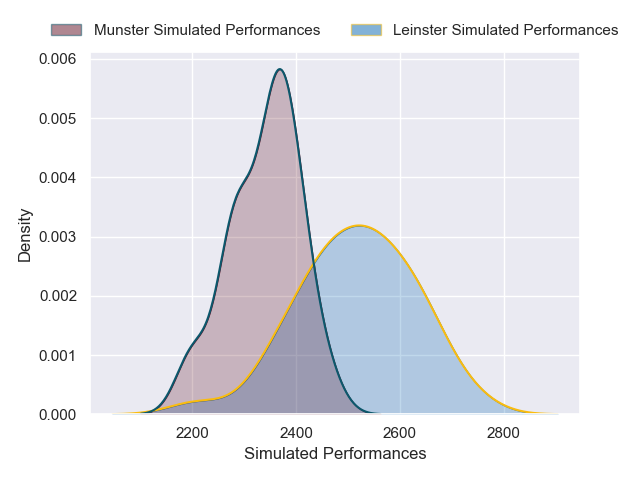 Munster Simulated Performances
Leinster Simulated Performances
0.006
0.005
0.004
0.003
0.002
0.001
0.000
Density
2200
2400
2600
2800
Simulated Performances